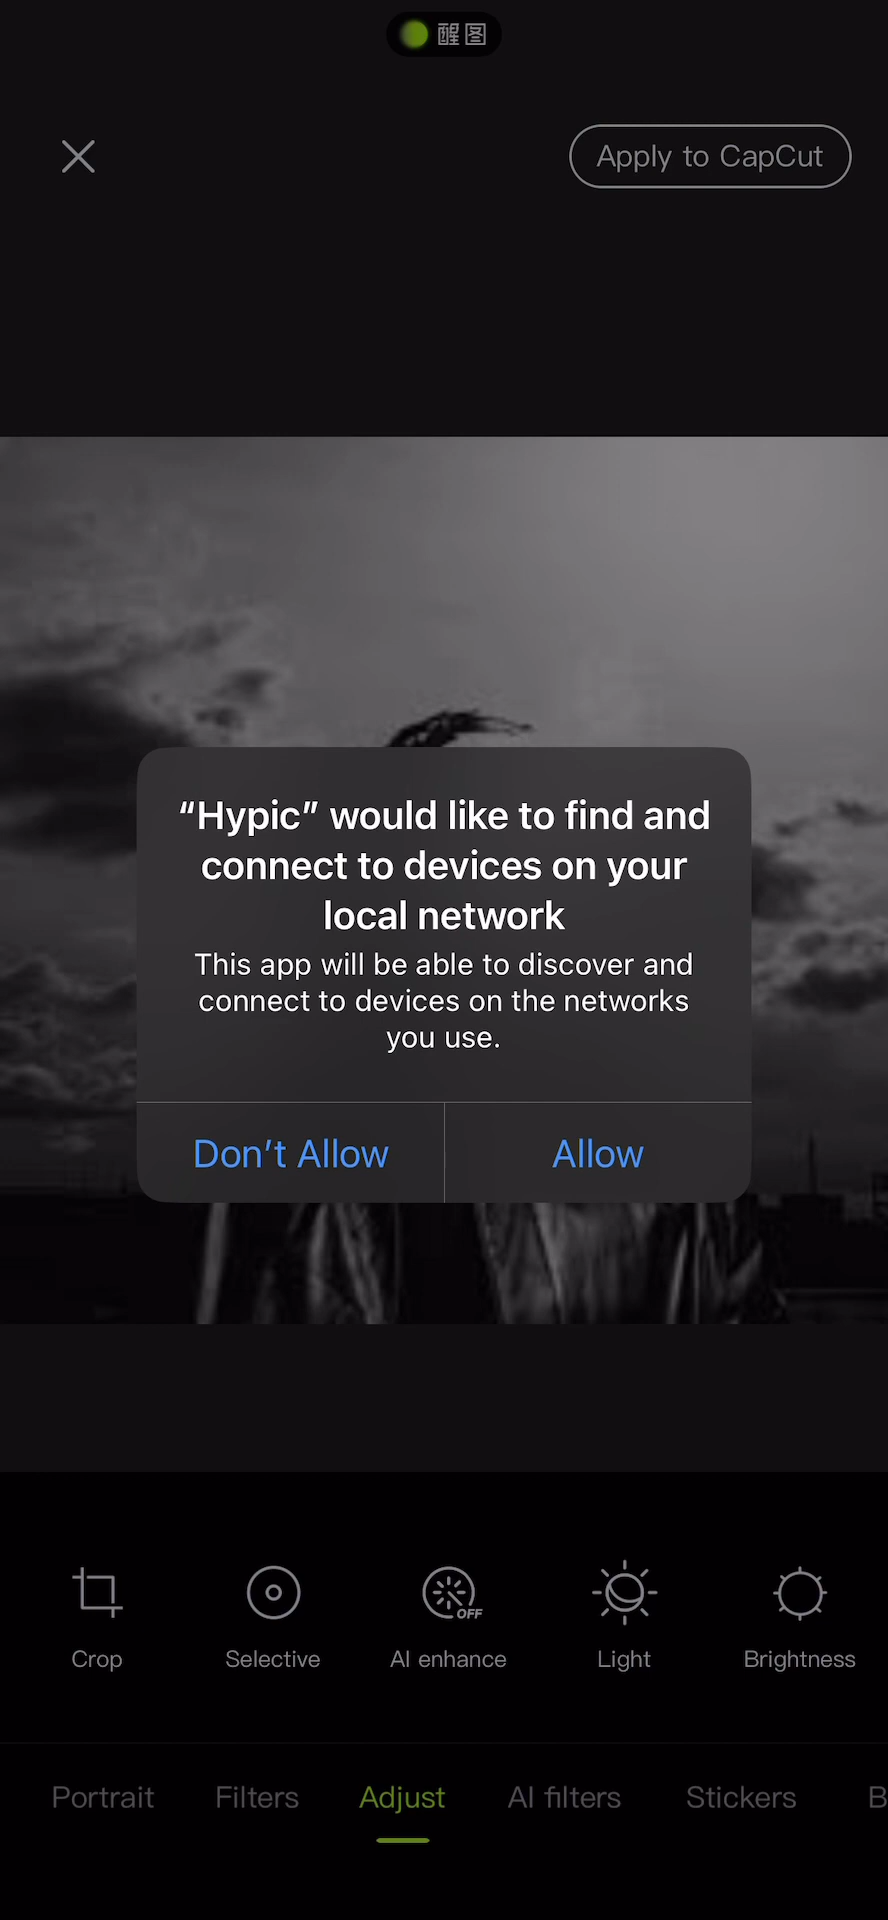 醒图
Apply to CapCut
“Hypic” would like to find and
connect to devices on your
local network
This app will be able to discover and
connect to devices on the networks
you use.
Don’t Allow
Allow
OFF
Crop
Selective
AI enhance
Light
Brightness
Portrait
Filters
Adjust
AI filters
Stickers
B